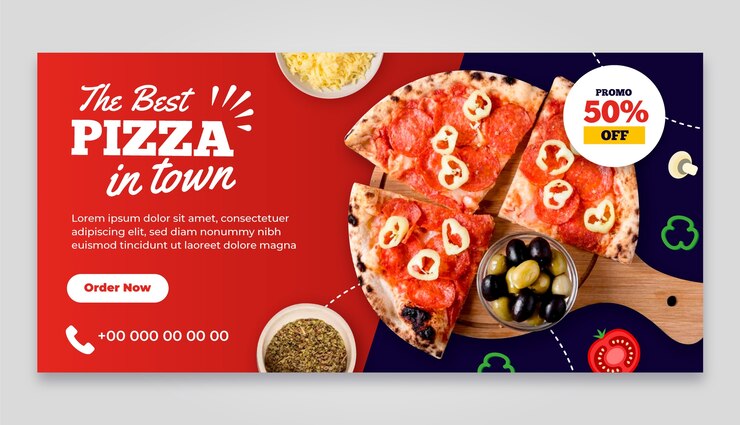 The Best
PIZZA
in town
Lorem ipsum dolor sit amet, consectetuer
adipiscing elit, sed diam nonummy nibh
euismod tincidunt ut laoreet dolore magna
Order Now
+00 000 00 00 00
PROMO
50%
OFF